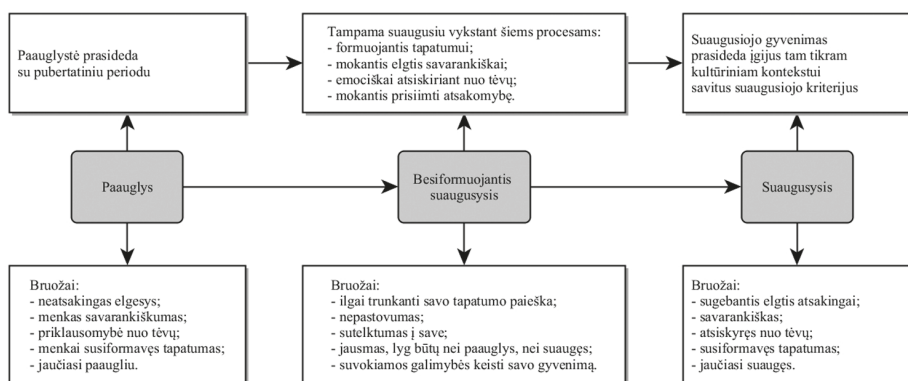 Paauglystė prasideda
su pubertatiniu periodu
Tampama suaugusiu vykstant šiems procesams:
- formuojantis tapatumui;
- mokantis elgtis savarankiškai;
- emociškai atsiskiriant nuo tėvų;
- mokantis prisiimti atsakomybę.
Suaugusiojo gyvenimas
prasideda įgijus tam tikram
kultūriniam kontekstui
savitus suaugusiojo kriterijus
Paauglys
Besiformuojantis
suaugusysis
Suaugusysis
Bruožai:
- neatsakingas elgesys;
- menkas savarankiškumas;
- priklausomybė nuo tėvų;
- menkai susiformavęs tapatumas;
- jaučiasi paaugliu.
Bruožai:
- ilgai trunkanti savo tapatumo paieška;
- nepastovumas;
- sutelktumas į save;
- jausmas, lyg būtų nei paauglys, nei suaugęs;
- suvokiamos galimybės keisti savo gyvenimą.
Bruožai:
- sugebantis elgtis atsakingai;
- savarankiškas;
- atsiskyręs nuo tėvų;
- susiformavęs tapatumas;
- jaučiasi suaugęs.